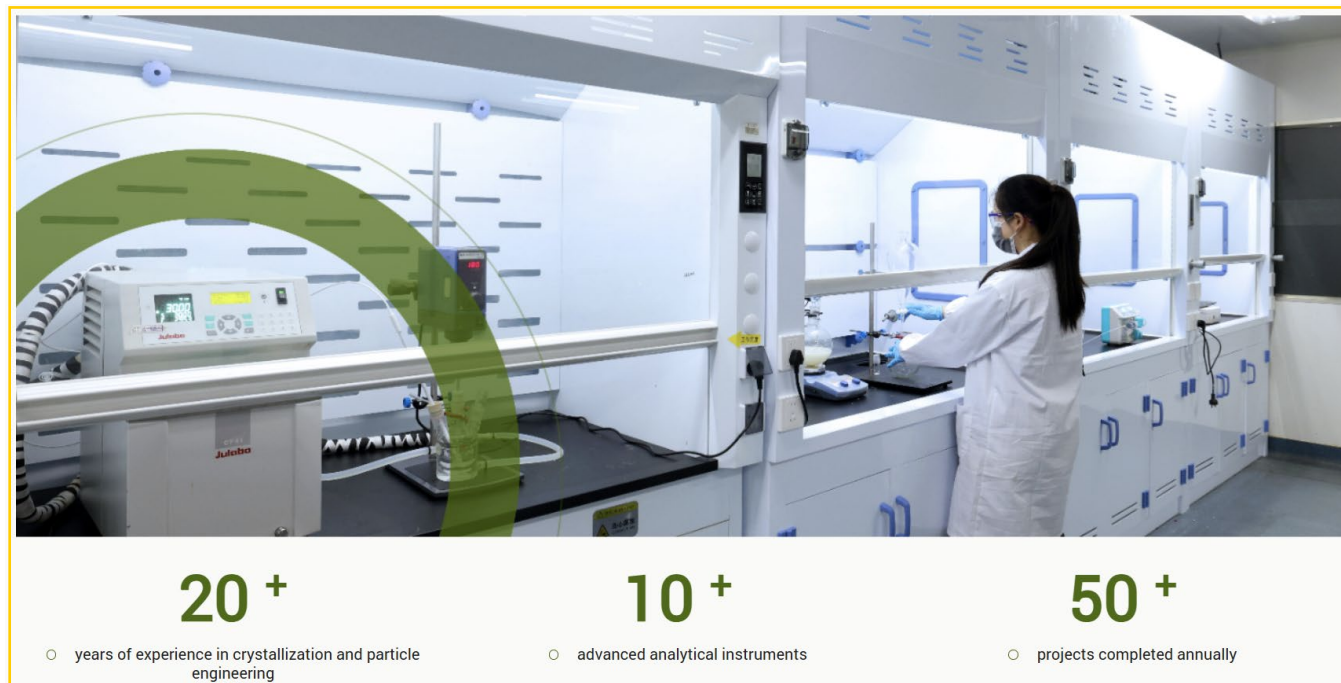 Julabo
Julabo
20 +
years of experience in crystallization and particle
engineering
10 +
advanced analytical instruments
50 +
projects completed annually